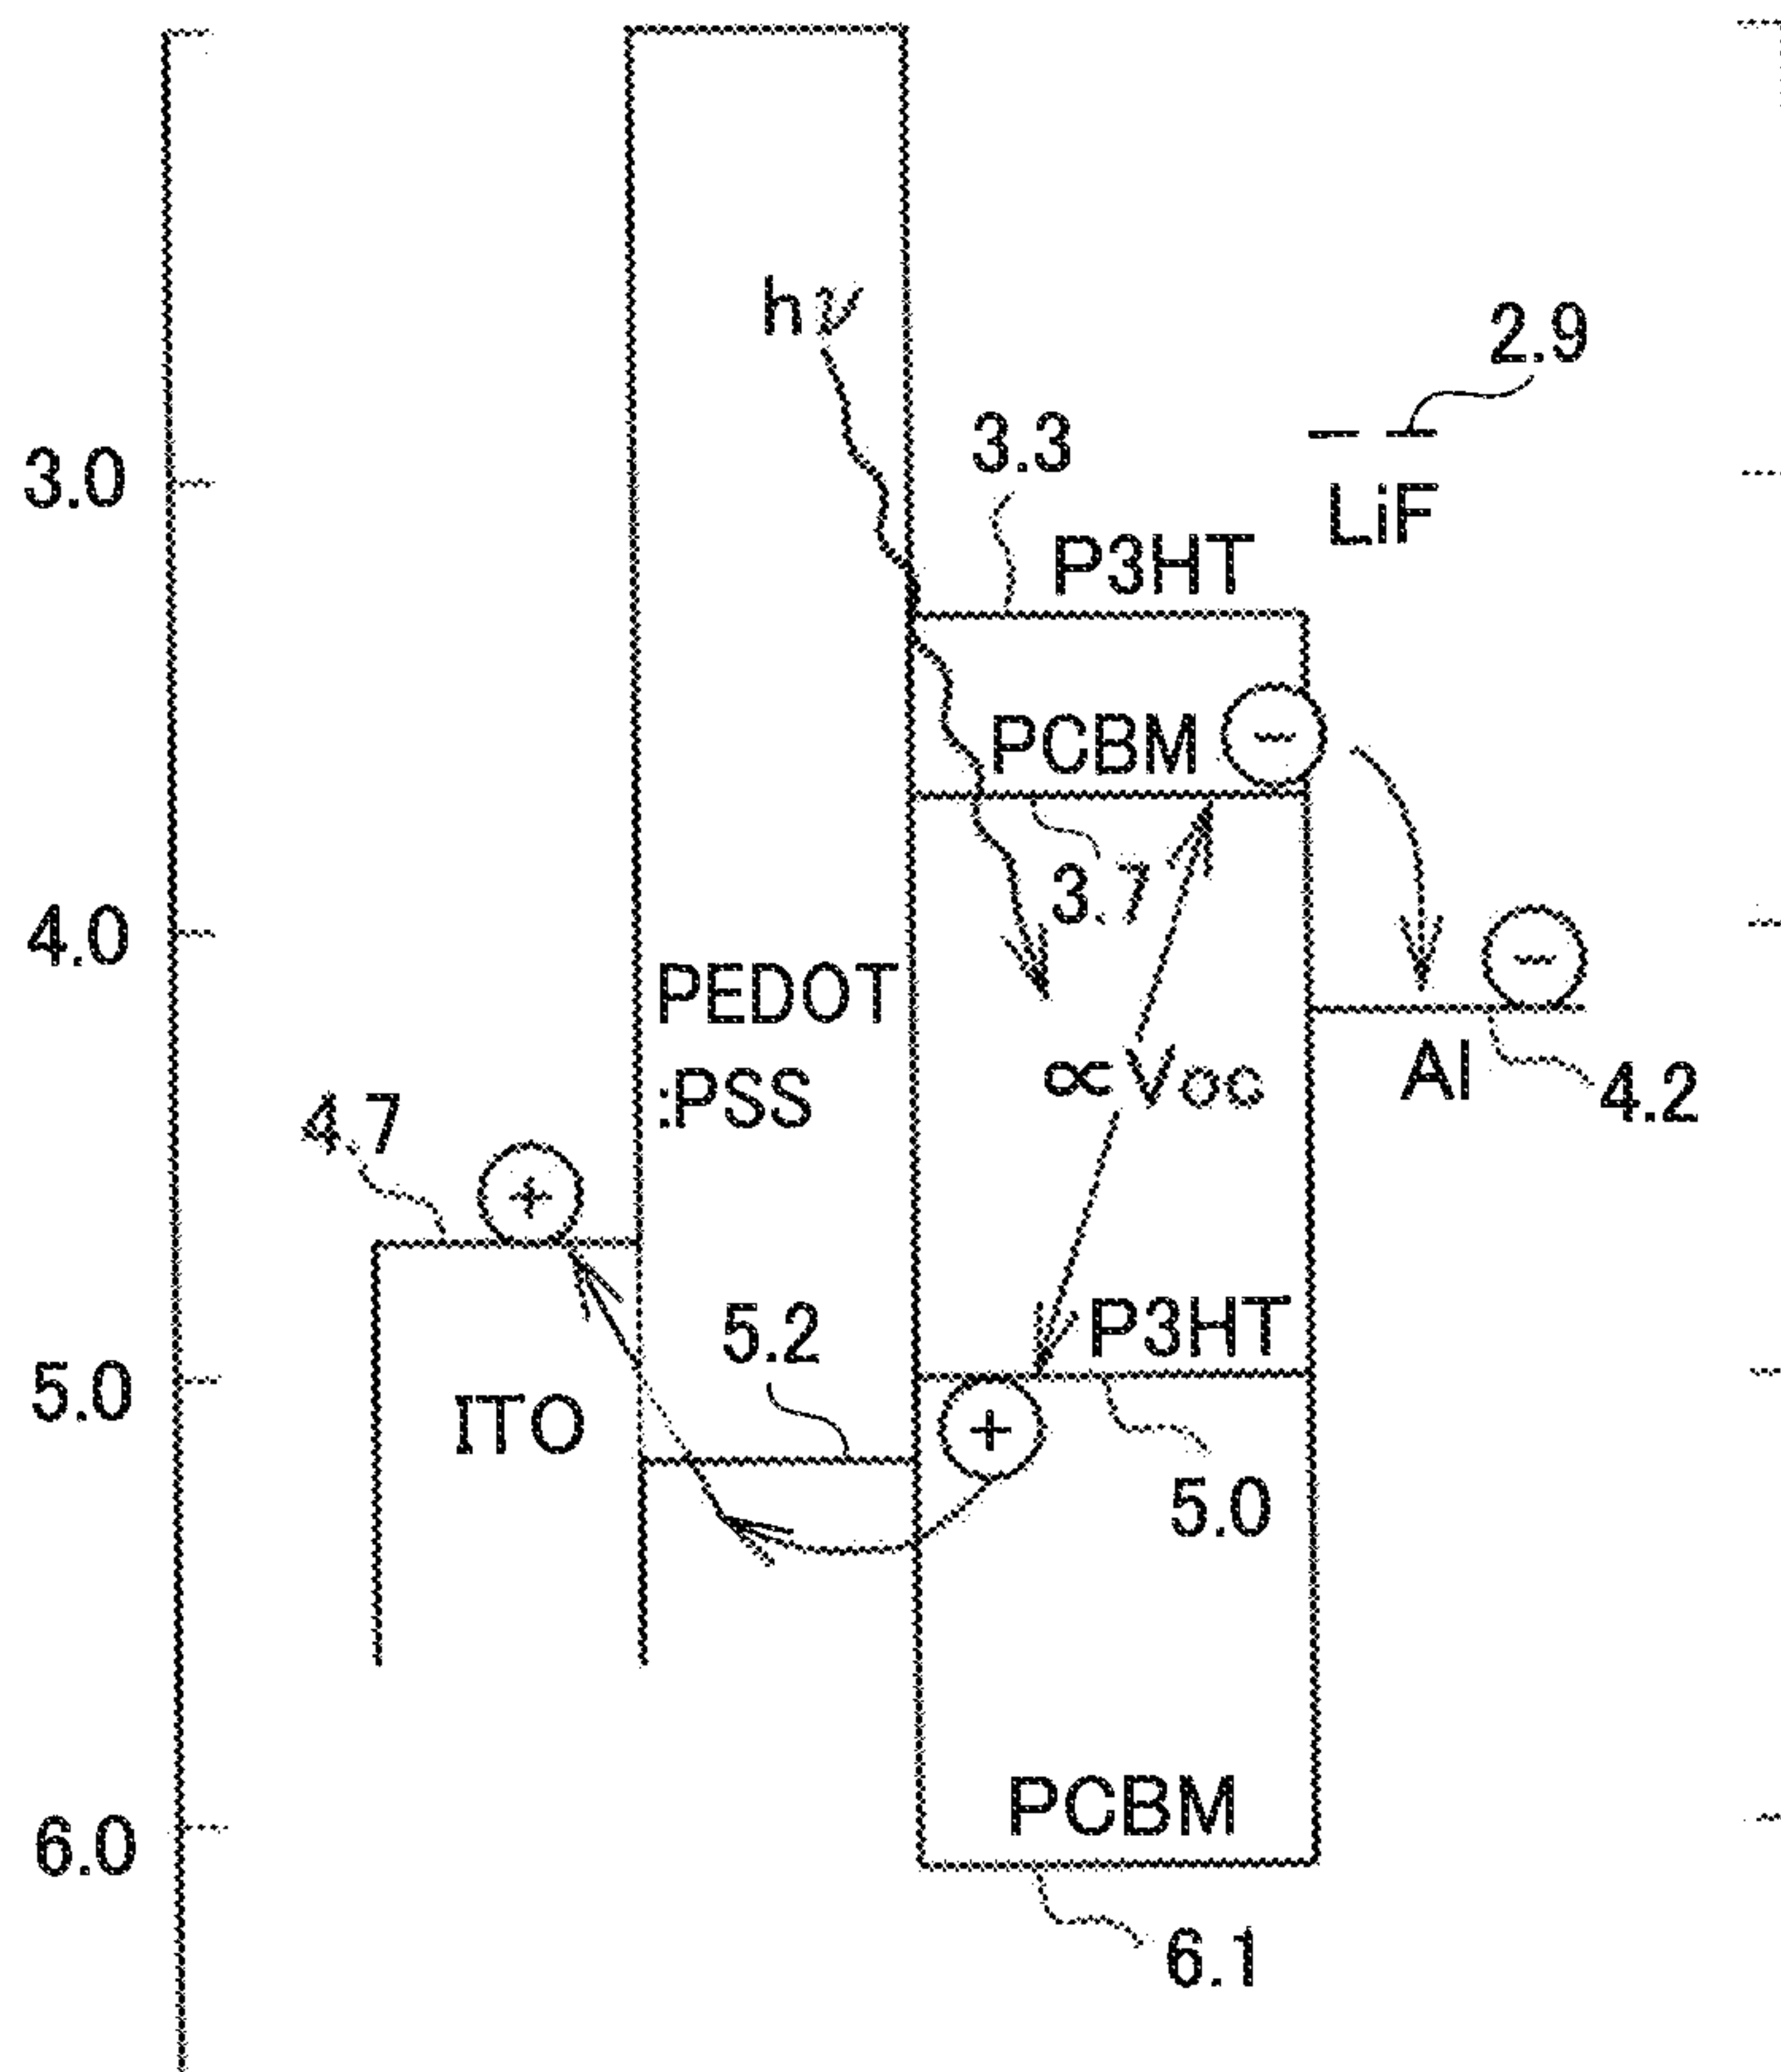 hν
2.9
3.3
3.0
LiF
P3HT
PCBM
−
3.7
4.0
−
PEDOT
:PSS
∝Voc
Al
4.2
4.7
+
P3HT
5.2
5.0
ITO
+
5.0
PCBM
6.0
6.1